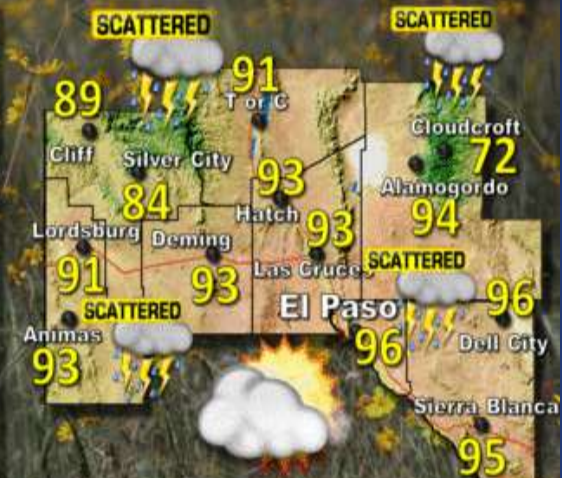 SCATTERED
SCATTERED
91
T or C
89
Cloudcroft
72
Cliff
Silver City
Alamogordo
93
84
Hatch
94
Lordsburg
Deming
93
Las Cruces
SCATTERED
91
93
El Paso
96
SCATTERED
Animas
93
96
Dell City
Sierra Blanca
95